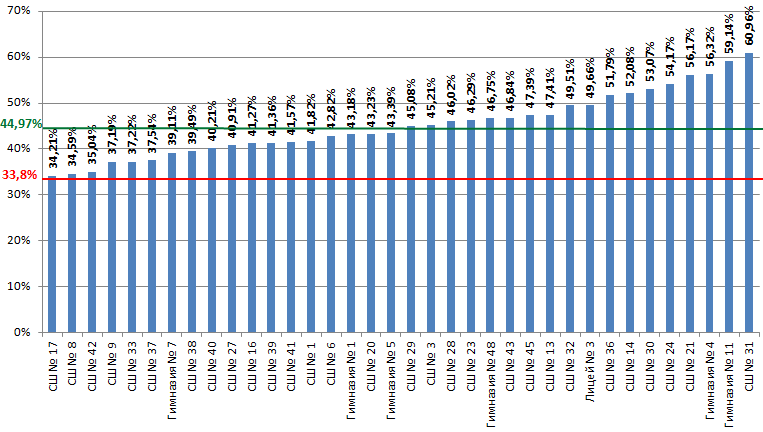 70%
60%
50%
44,97%
40%
33,8%
30%
20%
10%
0%
34,21%
34,59%
35,04%
37,19%
37,22%
37,54%
39,11%
39,49%
40,21%
40,91%
41,27%
41,36%
41,57%
41,82%
42,82%
43,18%
43,23%
43,39%
45,08%
45,21%
46,02%
46,29%
46,75%
46,84%
47,39%
47,41%
49,51%
49,66%
51,79%
52,08%
53,07%
54,17%
56,17%
56,32%
59,14%
60,96%
СШ № 17
СШ № 8
СШ № 42
СШ № 9
СШ № 33
СШ № 37
Гимназия № 7
СШ № 38
СШ № 40
СШ № 27
СШ № 16
СШ № 39
СШ № 41
СШ № 1
СШ № 6
Гимназия № 1
СШ № 20
Гимназия № 5
СШ № 29
СШ № 3
СШ № 28
СШ № 23
Гимназия № 48
СШ № 43
СШ № 45
СШ № 13
СШ № 32
Лицей № 3
СШ № 36
СШ № 14
СШ № 30
СШ № 24
СШ № 21
Гимназия № 4
Гимназия № 11
СШ № 31